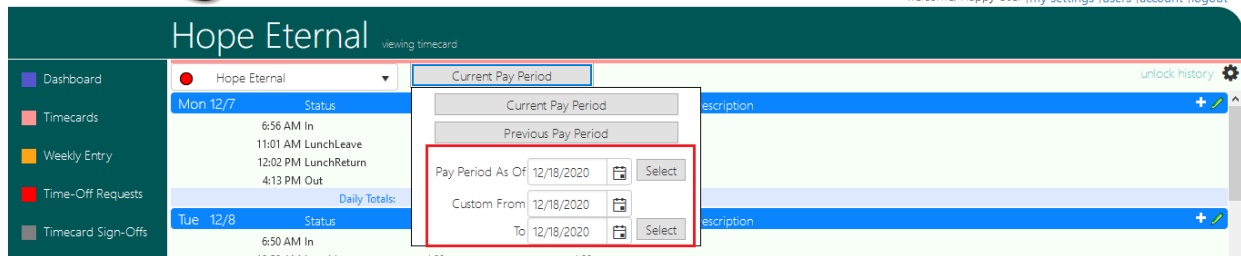 Hope Eternal viewing timecard
Dashboard
Timecards
Weekly Entry
Time-Off Requests
Timecard Sign-Offs
Hope Eternal
Current Pay Period
unlock history
Mon 12/7 Status
6:56 AM In
11:01 AM LunchLeave
12:02 PM LunchReturn
4:13 PM Out
Daily Totals:
Tue 12/8 Status
6:50 AM In
Current Pay Period
Previous Pay Period
Pay Period As Of 12/18/2020 Select
Custom From 12/18/2020
To 12/18/2020 Select
escription
escription